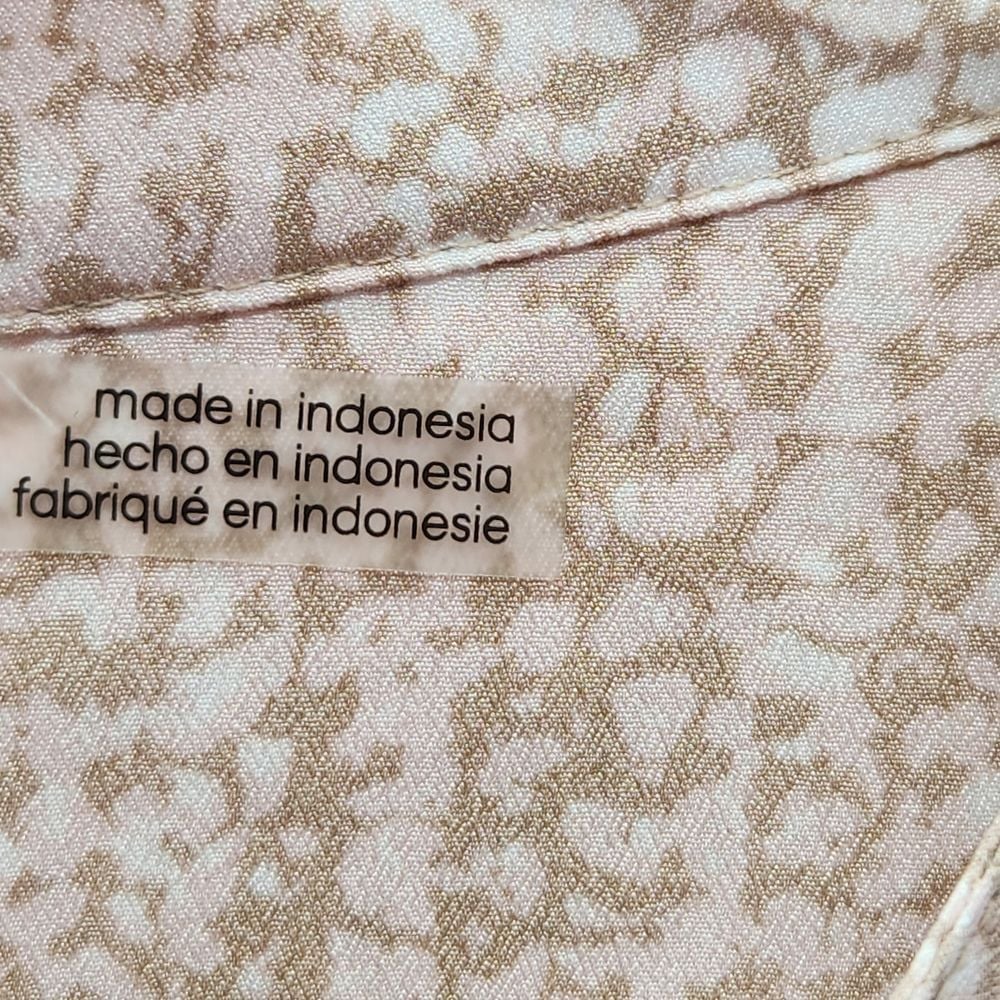 made in indonesia
hecho en indonesia
fabriqué en indonesie